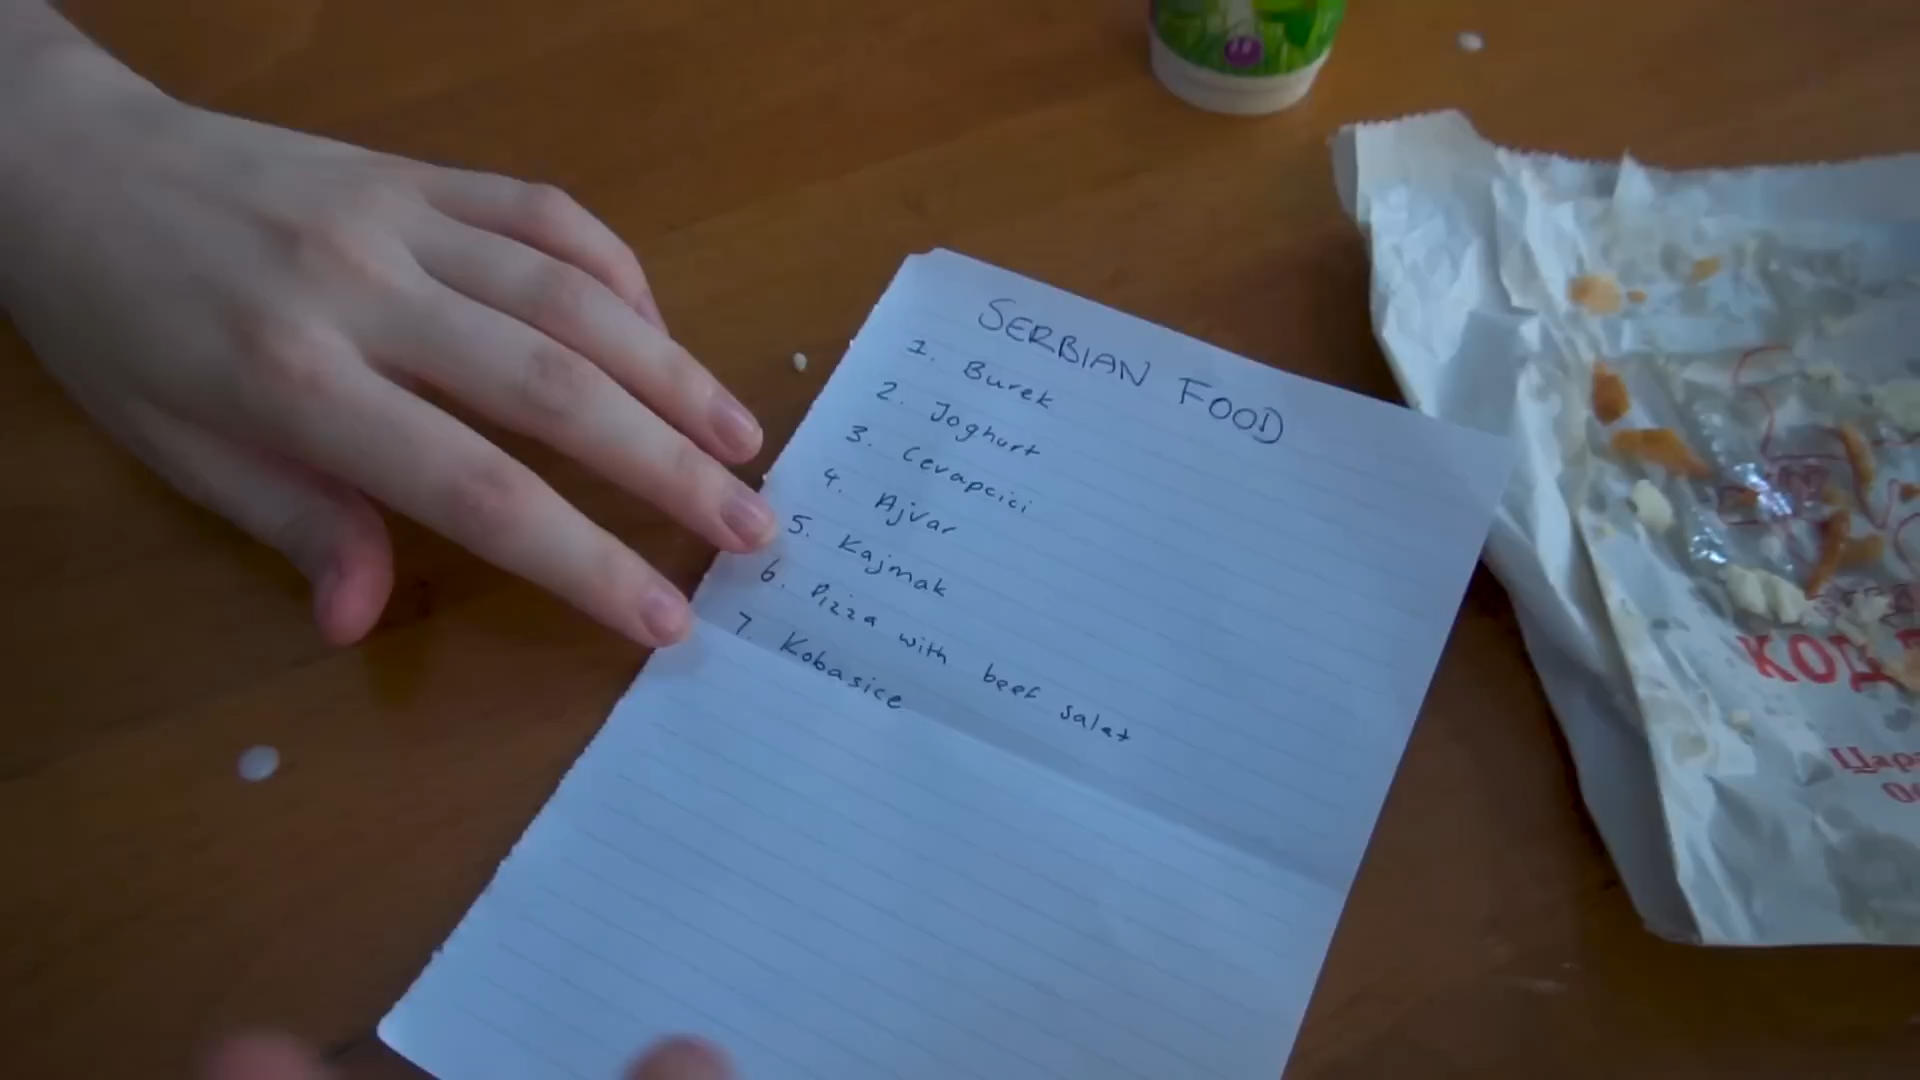 SERBIAN FOOD
1. Burek
2. Joghurt
3. Cevapcici
4. Ajvar
5. Kajmak
6. Pizza with beef salat
7. Kobasice
КОД